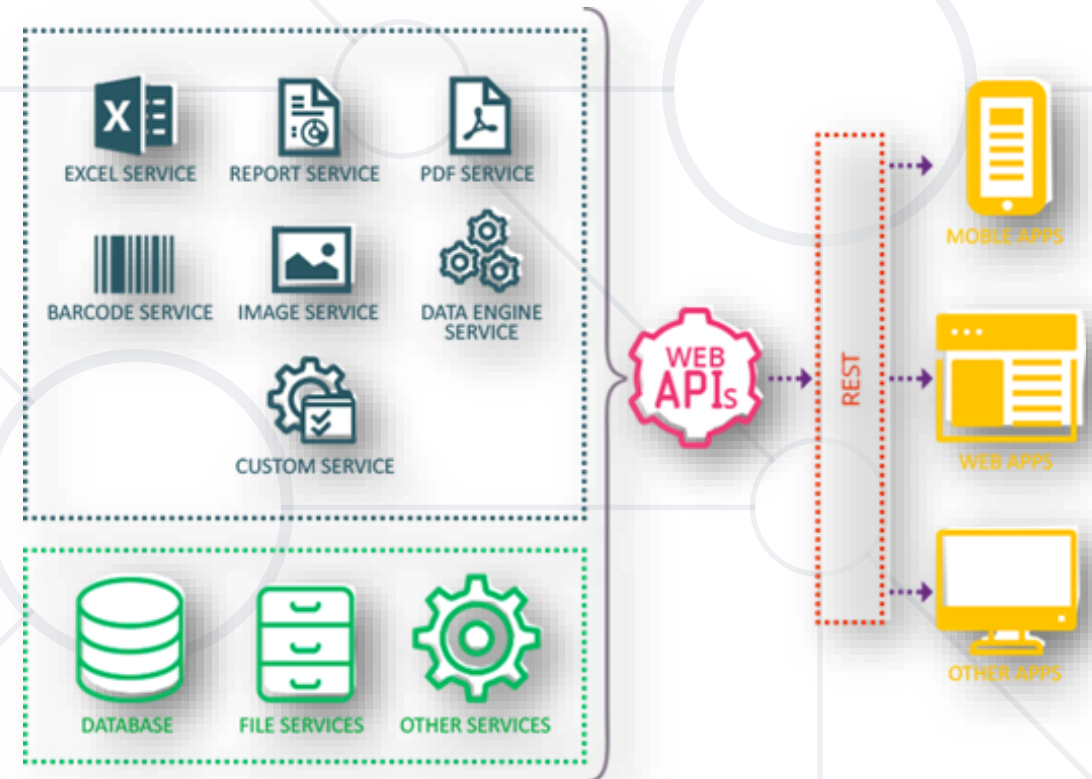 X
EXCEL SERVICE
REPORT SERVICE
PDF SERVICE
BARCODE SERVICE
IMAGE SERVICE
DATA ENGINE
SERVICE
CUSTOM SERVICE
DATABASE
FILE SERVICES
OTHER SERVICES
WEB
APIs
REST
MOBLE APPS
WEB APPS
OTHER APPS